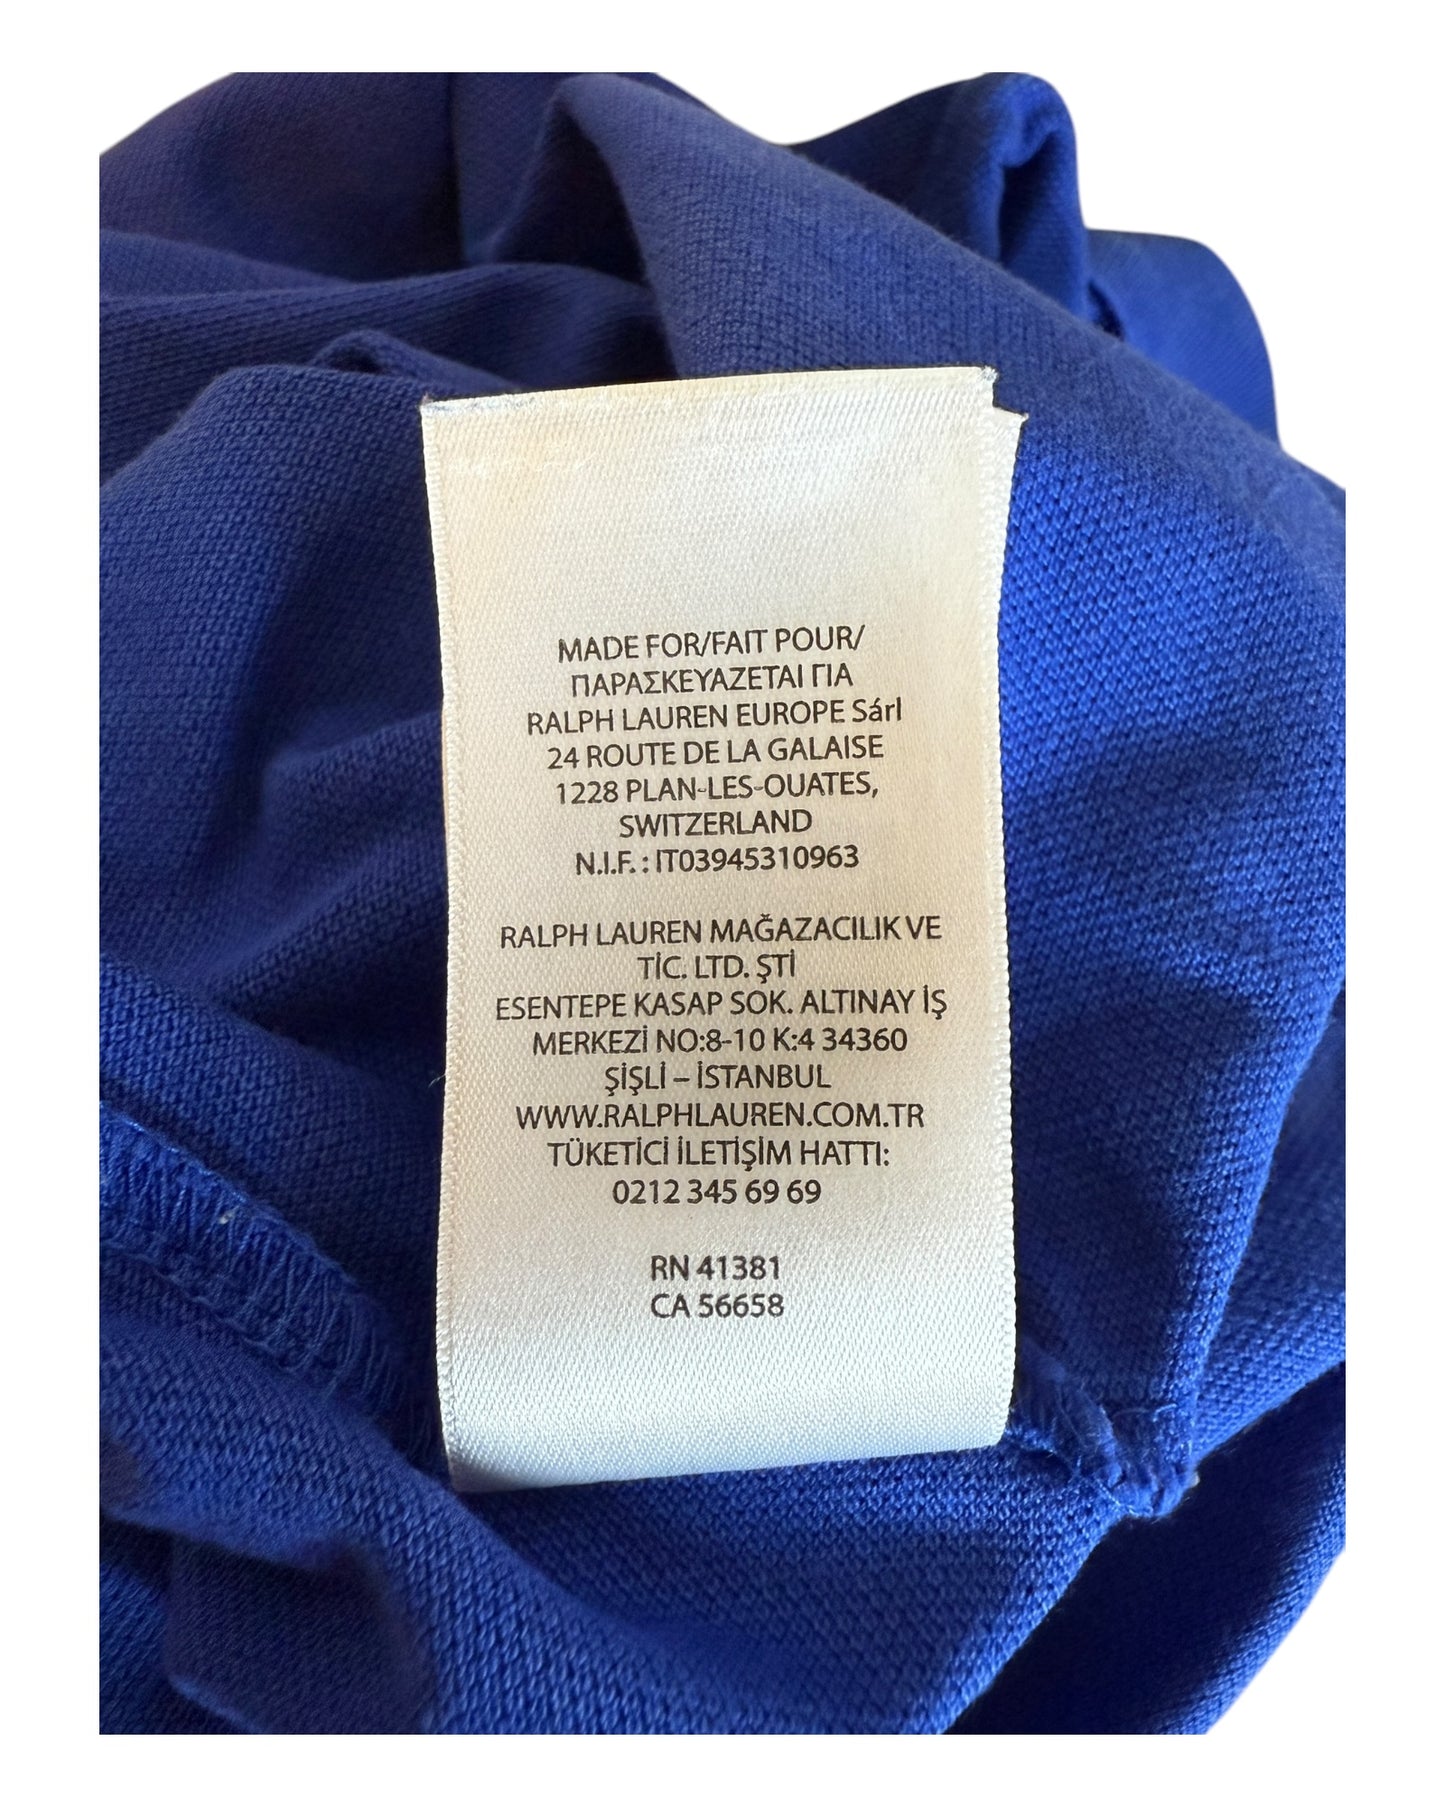 MADE FOR/FAIT POUR/
ΠΑΡΑΣΚΕΥΑΖΕΤΑΙ ΓΙΑ
RALPH LAUREN EUROPE Sárl
24 ROUTE DE LA GALAISE
1228 PLAN-LES-OUATES,
SWITZERLAND
N.I.F. : IT03945310963
RALPH LAUREN MAĞAZACILIK VE
TİC. LTD. ŞTİ
ESENTEPE KASAP SOK. ALTINAY İŞ
MERKEZİ NO:8-10 K:4 34360
ŞİŞLİ – İSTANBUL
WWW.RALPHLAUREN.COM.TR
TÜKETİCİ İLETİŞİM HATTI:
0212 345 69 69
RN 41381
CA 56658